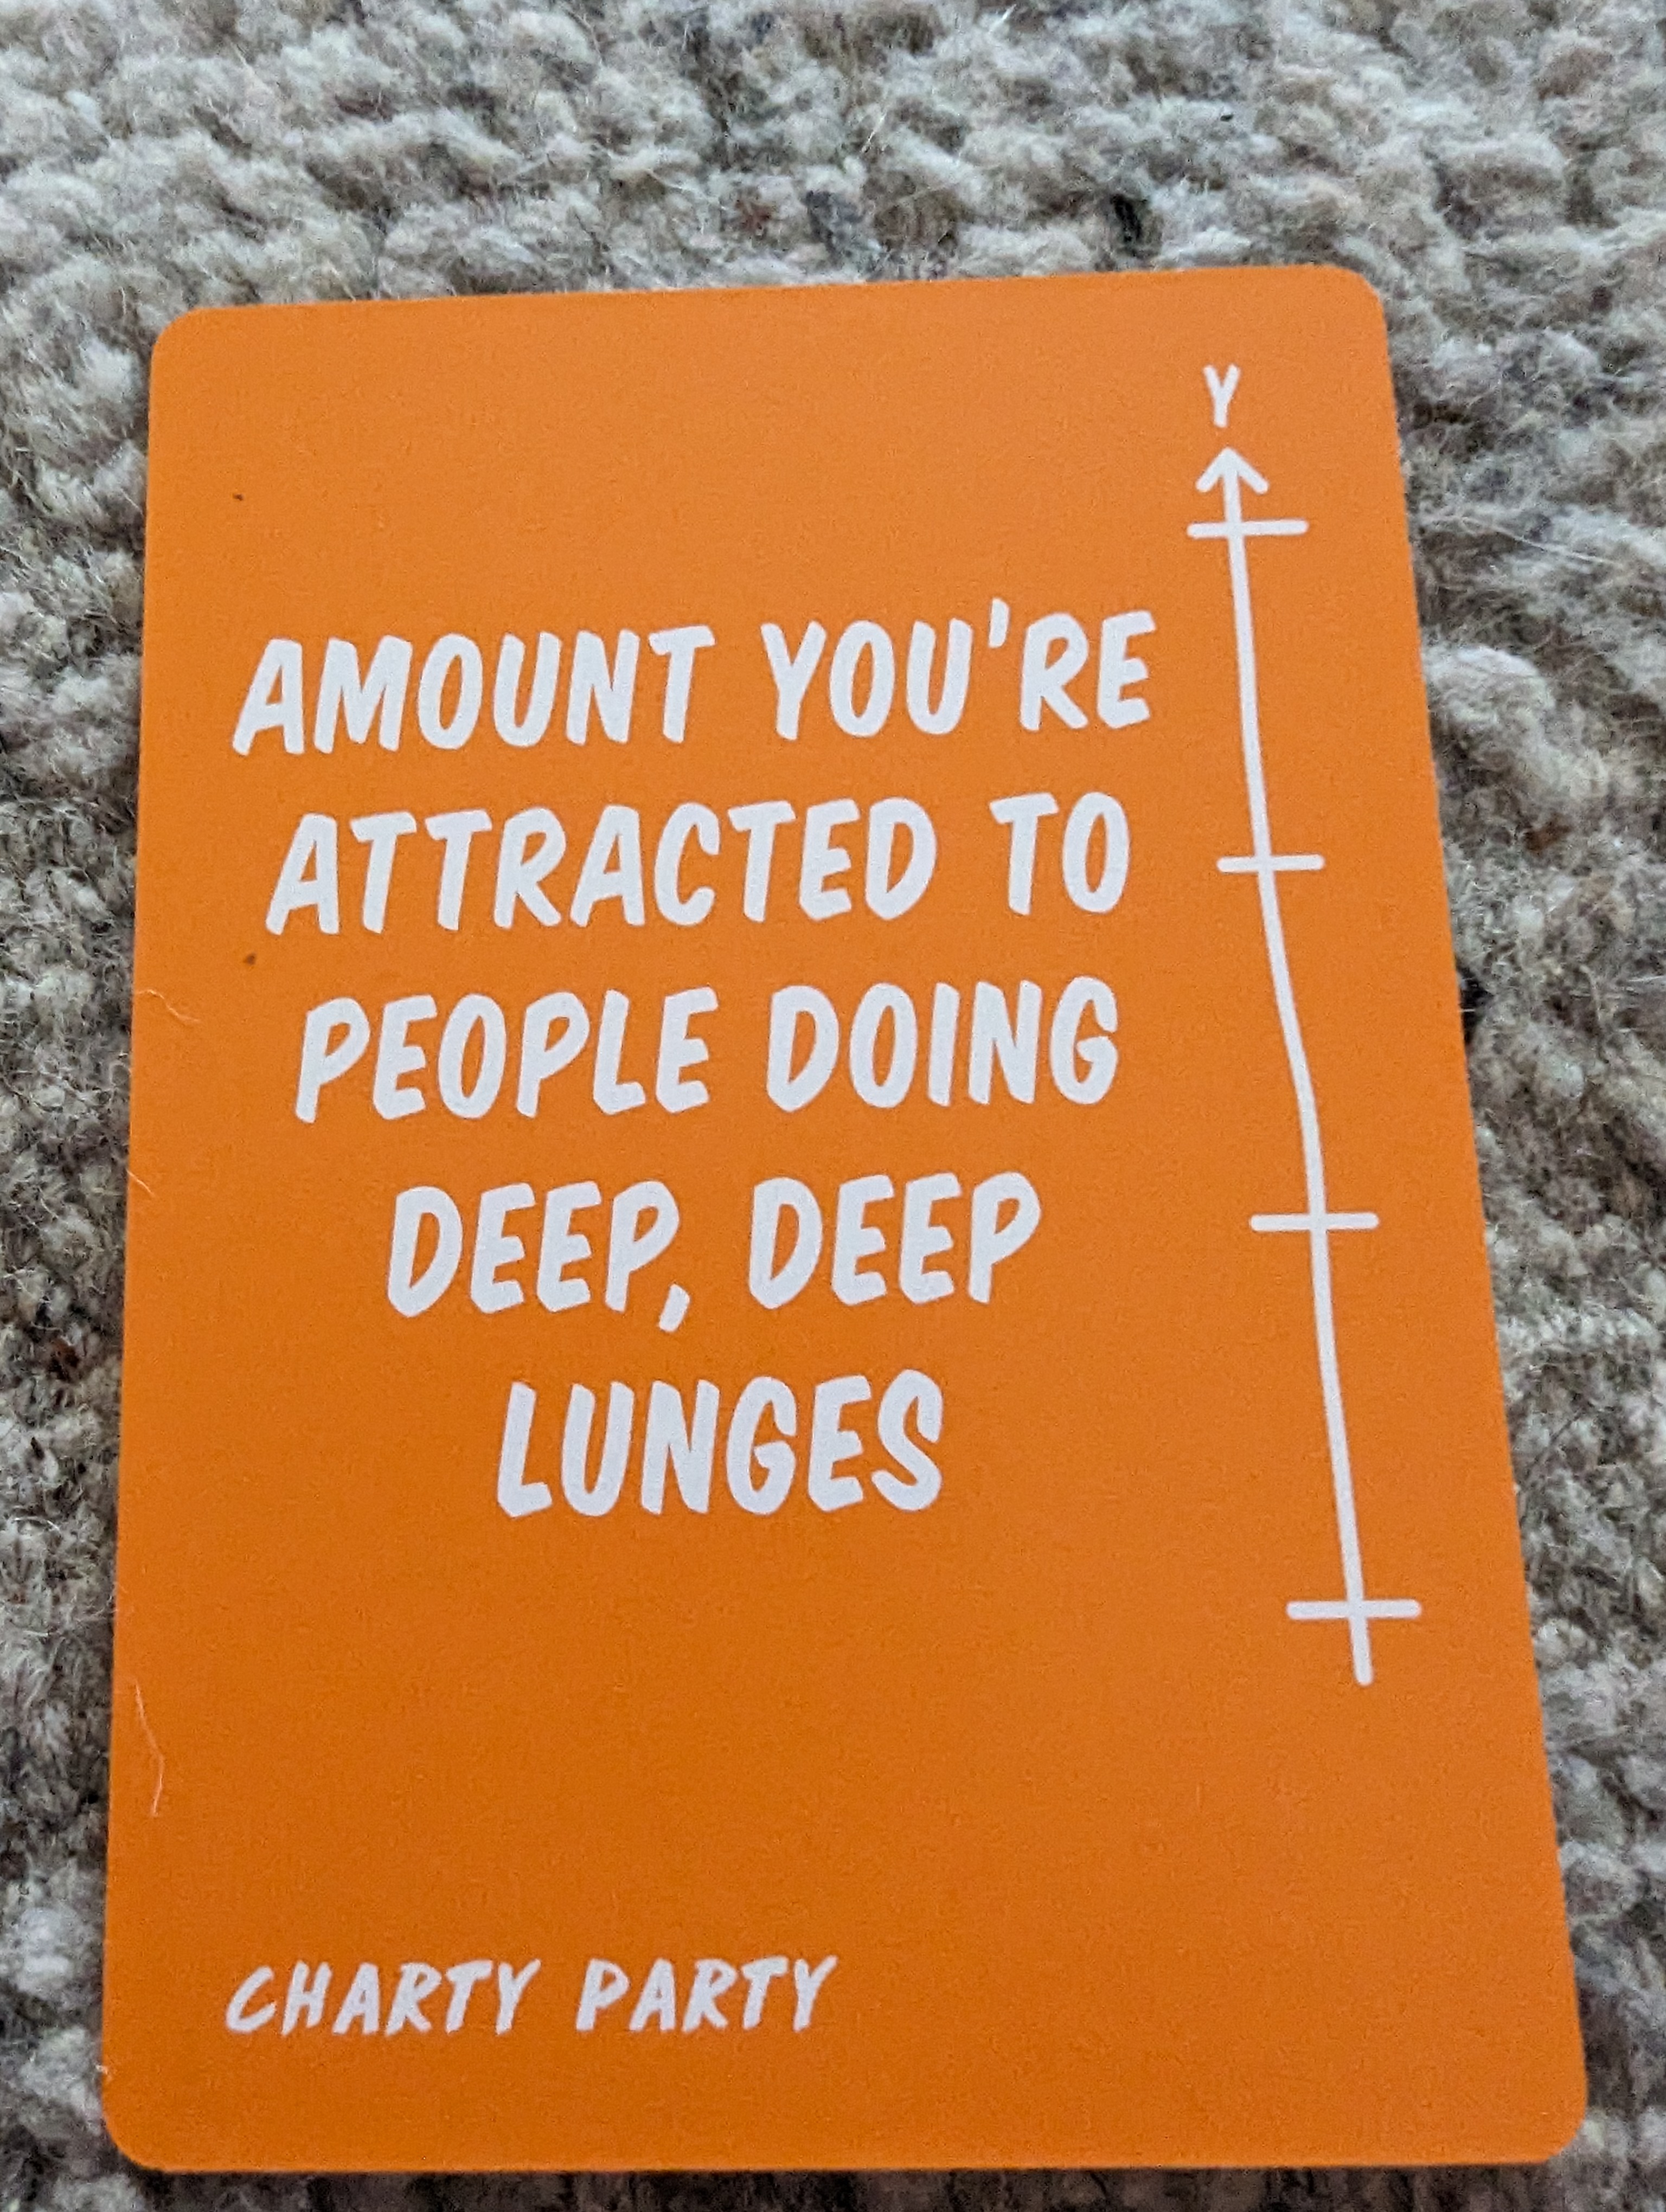 Y
AMOUNT YOU'RE
ATTRACTED TO
PEOPLE DOING
DEEP, DEEP
LUNGES
CHARTY PARTY